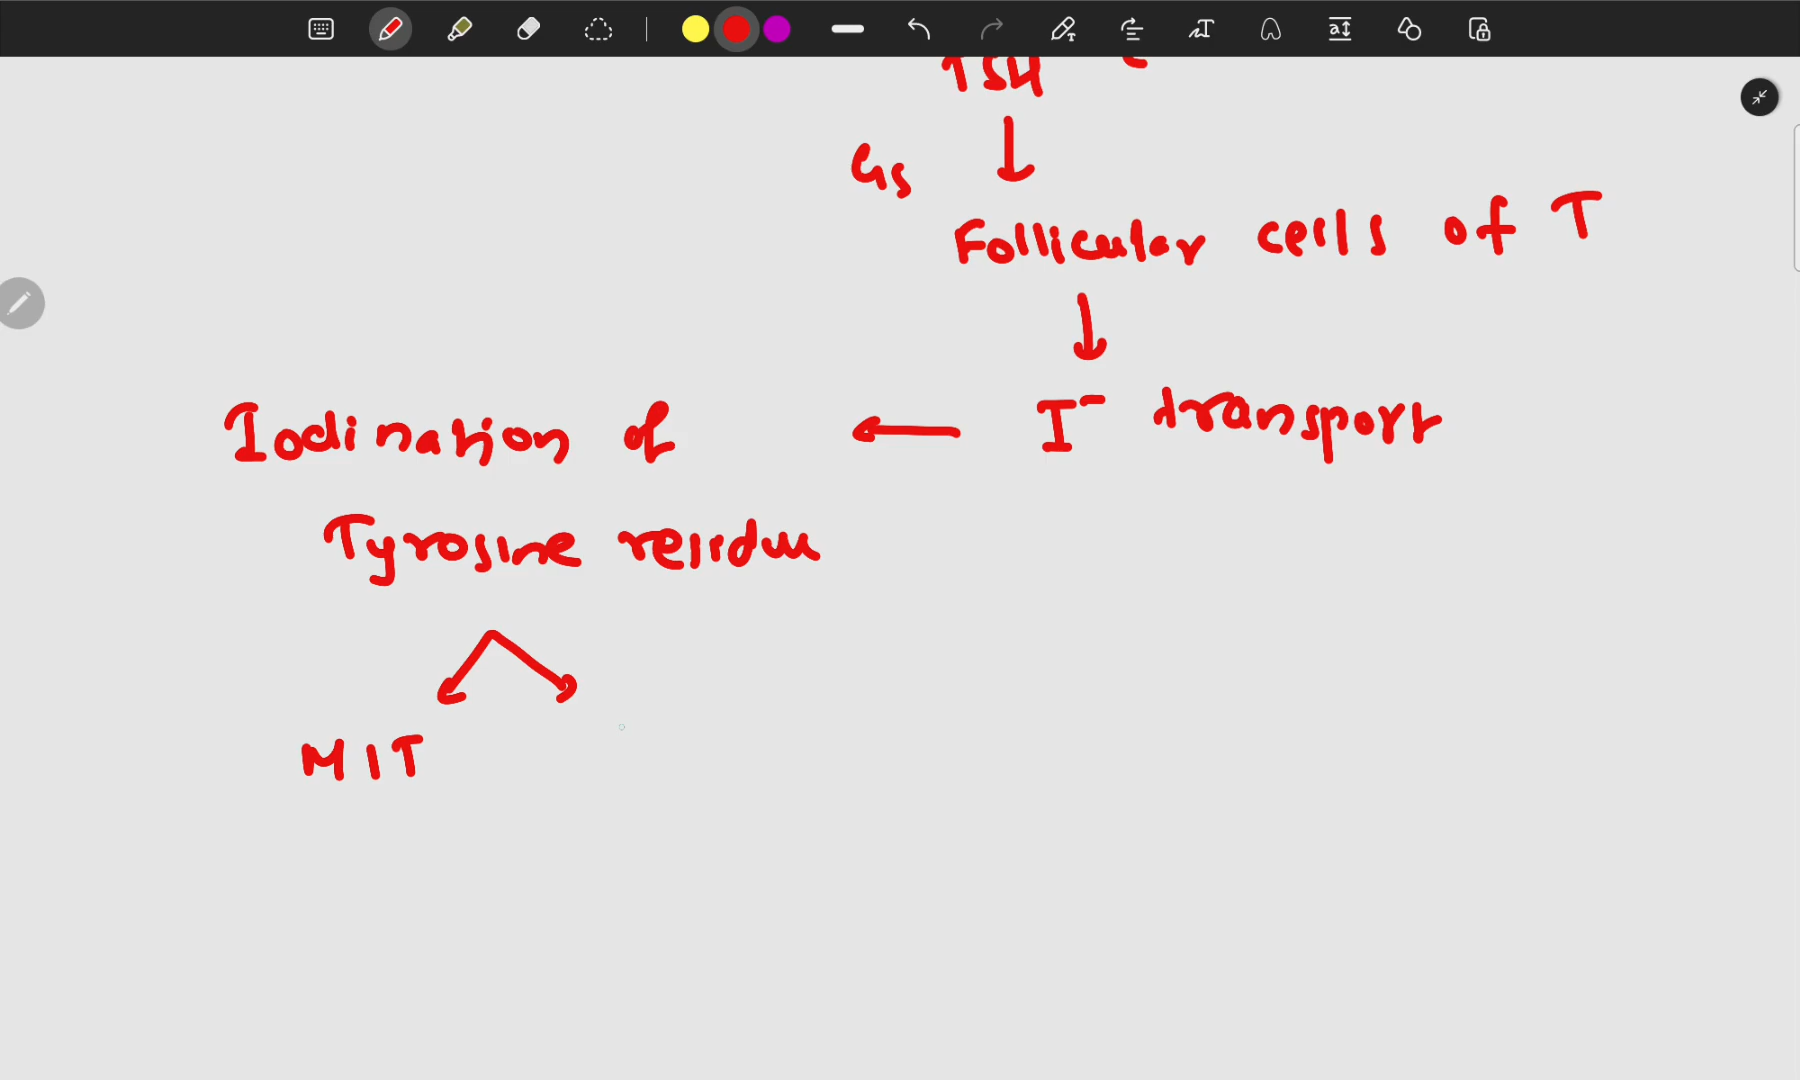 TSH
Gs
Follicular cells of T
I⁻ transport
Iodination of
Tyrosine residue
MIT